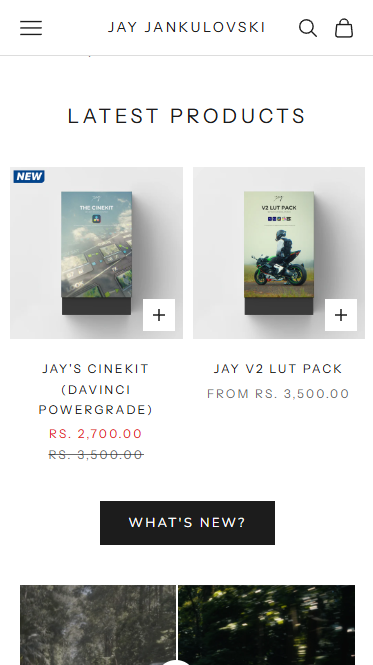 JAY JANKULOVSKI
LATEST PRODUCTS
NEW
THE CINEKIT
V2 LUT PACK
JAY'S CINEKIT
(DAVINCI
POWERGRADE)
RS. 2,700.00
RS. 3,500.00
JAY V2 LUT PACK
FROM RS. 3,500.00
WHAT'S NEW?